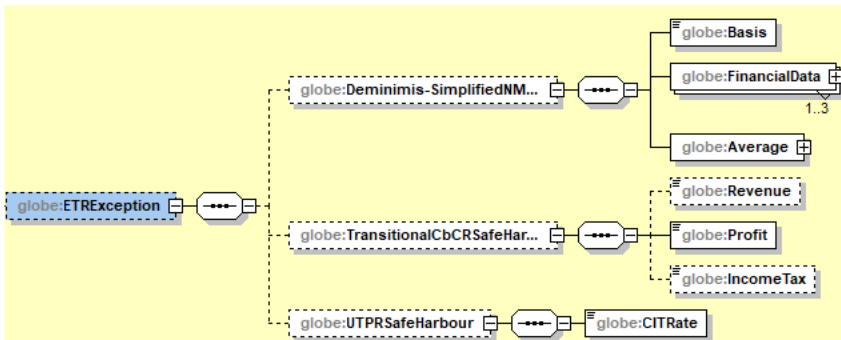 globe:Basis
globe:FinancialData
1..3
globe:Deminimis-SimplifiedNM...
globe:Average
globe:ETRException
globe:Revenue
globe:TransitionalCbCRSafeHar...
globe:Profit
globe:IncomeTax
globe:UTPRSafeHarbour
globe:CITRate